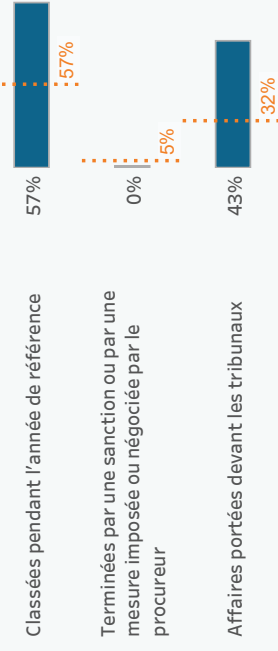 Classées pendant l'année de référence
57%
57%
Terminées par une sanction ou par une
mesure imposée ou négociée par le
procureur
0%
5%
Affaires portées devant les tribunaux
43%
32%